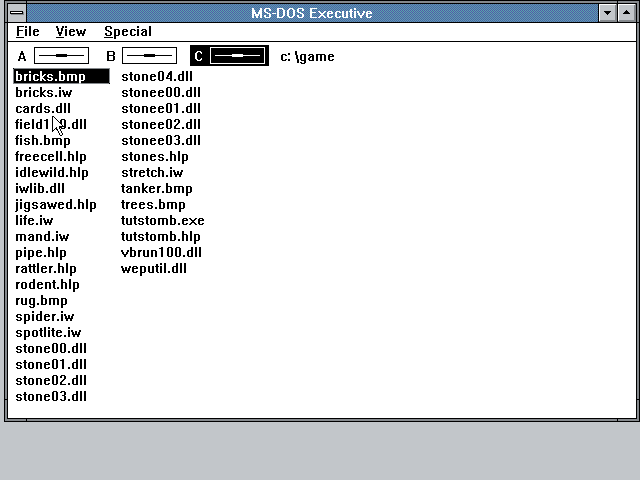 MS-DOS Executive
File View Special
A B C c: \game
bricks.bmp
bricks.iw
cards.dll
fish.bmp
freecell.hlp
idlewild.hlp
iwlib.dll
jigsawed.hlp
life.iw
mand.iw
pipe.hlp
rattler.hlp
rodent.hlp
rug.bmp
spider.iw
spotlite.iw
stone00.dll
stone01.dll
stone02.dll
stone03.dll
stone04.dll
stonee00.dll
stonee01.dll
stonee02.dll
stonee03.dll
stones.hlp
stretch.iw
tanker.bmp
trees.bmp
tutstomb.exe
tutstomb.hlp
vbrun100.dll
weputil.dll